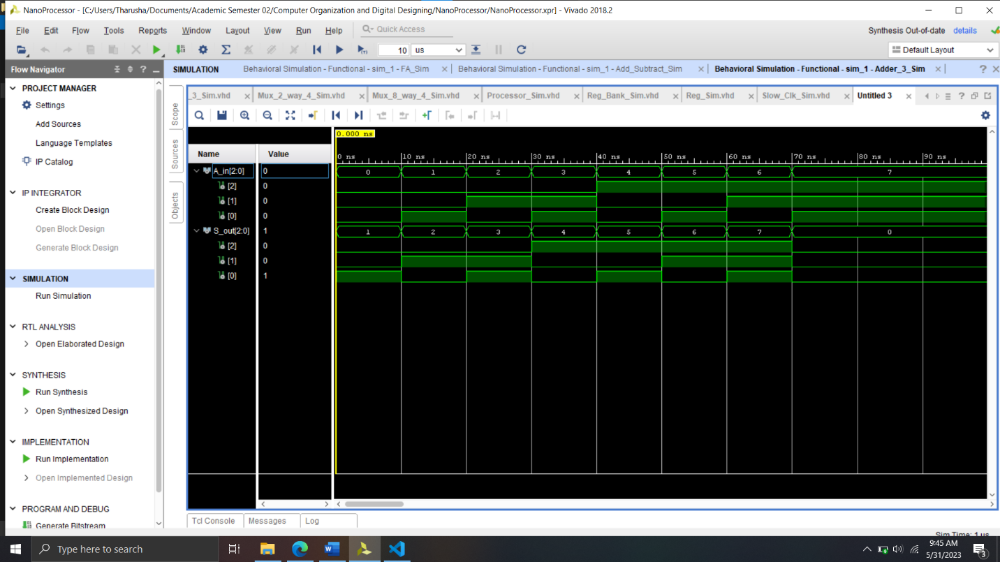 NanoProcessor - [C:/Users/Tharusha/Documents/Academic Semester 02/Computer Organization and Digital Designing/NanoProcessor/NanoProcessor.xpr] - Vivado 2018.2
File Edit Flow Tools Reports Window Layout View Run Help Quick Access
Synthesis Out-of-date details
10 us
Default Layout
Flow Navigator
SIMULATION Behavioral Simulation - Functional - sim_1 - FA_Sim Behavioral Simulation - Functional - sim_1 - Add_Subtract_Sim Behavioral Simulation - Functional - sim_1 - Adder_3_Sim
PROJECT MANAGER
Settings
Add Sources
Language Templates
IP Catalog
IP INTEGRATOR
Create Block Design
Open Block Design
Generate Block Design
SIMULATION
Run Simulation
RTL ANALYSIS
Open Elaborated Design
SYNTHESIS
Run Synthesis
Open Synthesized Design
IMPLEMENTATION
Run Implementation
Open Implemented Design
PROGRAM AND DEBUG
Generate Bitstream
Scope
Sources
Objects
_3_Sim.vhd Mux_2_way_4_Sim.vhd Mux_8_way_4_Sim.vhd Processor_Sim.vhd Reg_Bank_Sim.vhd Reg_Sim.vhd Slow_Clk_Sim.vhd Untitled 3
0.000 ns
Name Value
0 ns 10 ns 20 ns 30 ns 40 ns 50 ns 60 ns 70 ns 80 ns 90 ns
A_in[2:0] 0 0 1 2 3 4 5 6 7
[2] 0
[1] 0
[0] 0
S_out[2:0] 1 1 2 3 4 5 6 7 0
[2] 0
[1] 0
[0] 1
Tcl Console Messages Log
Sim Time: 1 us
Type here to search
9:45 AM
5/31/2023
3